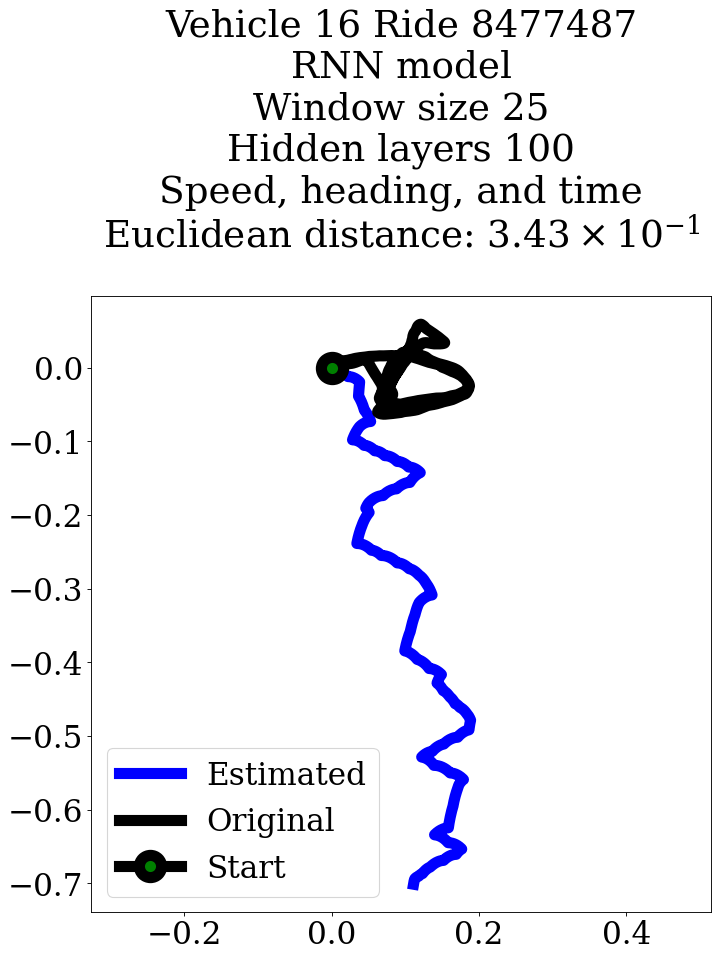 Vehicle 16 Ride 8477487
RNN model
Window size 25
Hidden layers 100
Speed, heading, and time
Euclidean distance: 3.43 × 10⁻¹
0.0
−0.1
−0.2
−0.3
−0.4
−0.5
−0.6
−0.7
Estimated
Original
Start
−0.2 0.0 0.2 0.4